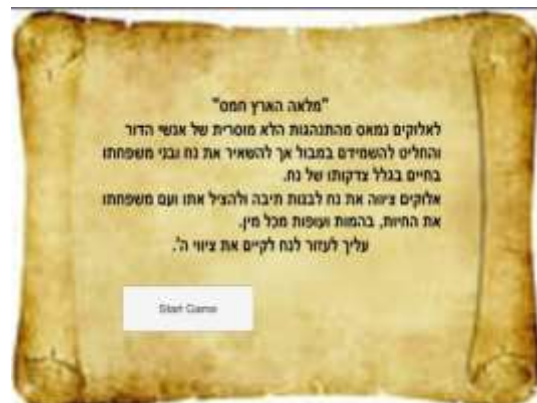 "מלאה הארץ חמס"
לאלוקים נמאס מהתנהגות הלא מוסרית של אנשי הדור
והחליט להשמידם במבול אך להשאיר את נח ובני משפחתו
בחיים בגלל צדקותו של נח.
אלוקים ציווה את נח לבנות תיבה ולהציל אתו ועם משפחתו
את החיות, בהמות ועופות מכל מין.
עליך לעזור לנח לקיים את ציווי ה'.
Start Game